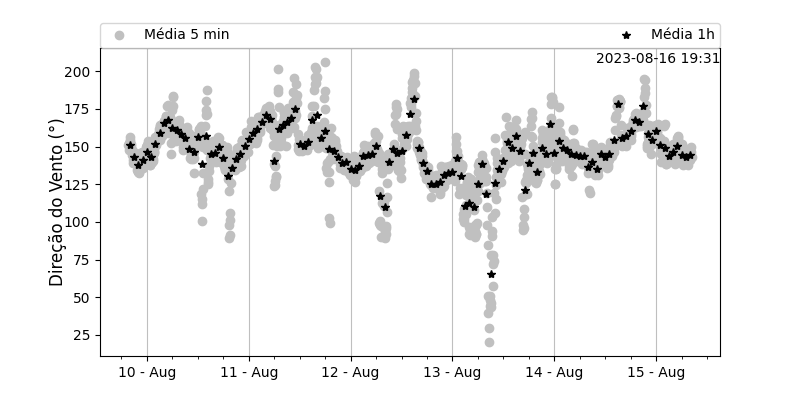 Média 5 min
Média 1h
2023-08-16 19:31
Direção do Vento (°)
200
175
150
125
100
75
50
25
10 - Aug
11 - Aug
12 - Aug
13 - Aug
14 - Aug
15 - Aug